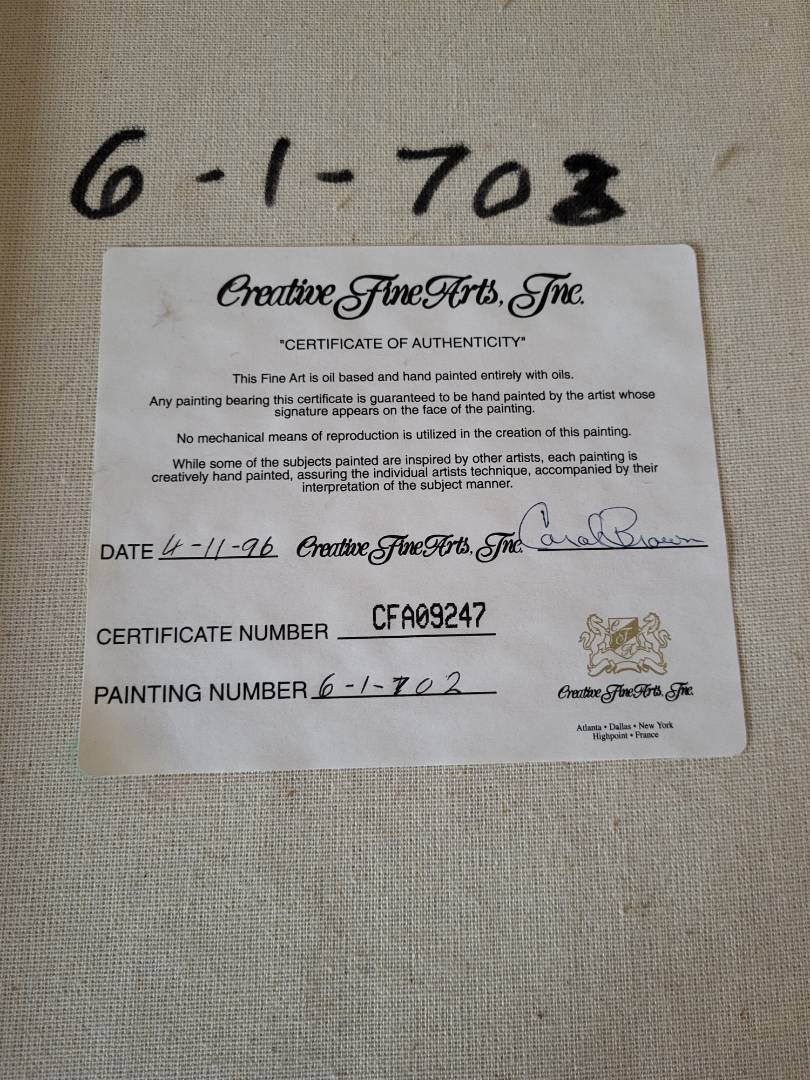 6-1-702
Creative Fine Arts, Inc.
"CERTIFICATE OF AUTHENTICITY"
This Fine Art is oil based and hand painted entirely with oils.
Any painting bearing this certificate is guaranteed to be hand painted by the artist whose
signature appears on the face of the painting.
No mechanical means of reproduction is utilized in the creation of this painting.
While some of the subjects painted are inspired by other artists, each painting is
creatively hand painted, assuring the individual artists technique, accompanied by their
interpretation of the subject manner.
DATE 4-11-96 Creative Fine Arts, Inc. Carol Brown
CERTIFICATE NUMBER CFA09247
PAINTING NUMBER 6-1-702
Creative Fine Arts, Inc.
Atlanta • Dallas • New York
Highpoint • France